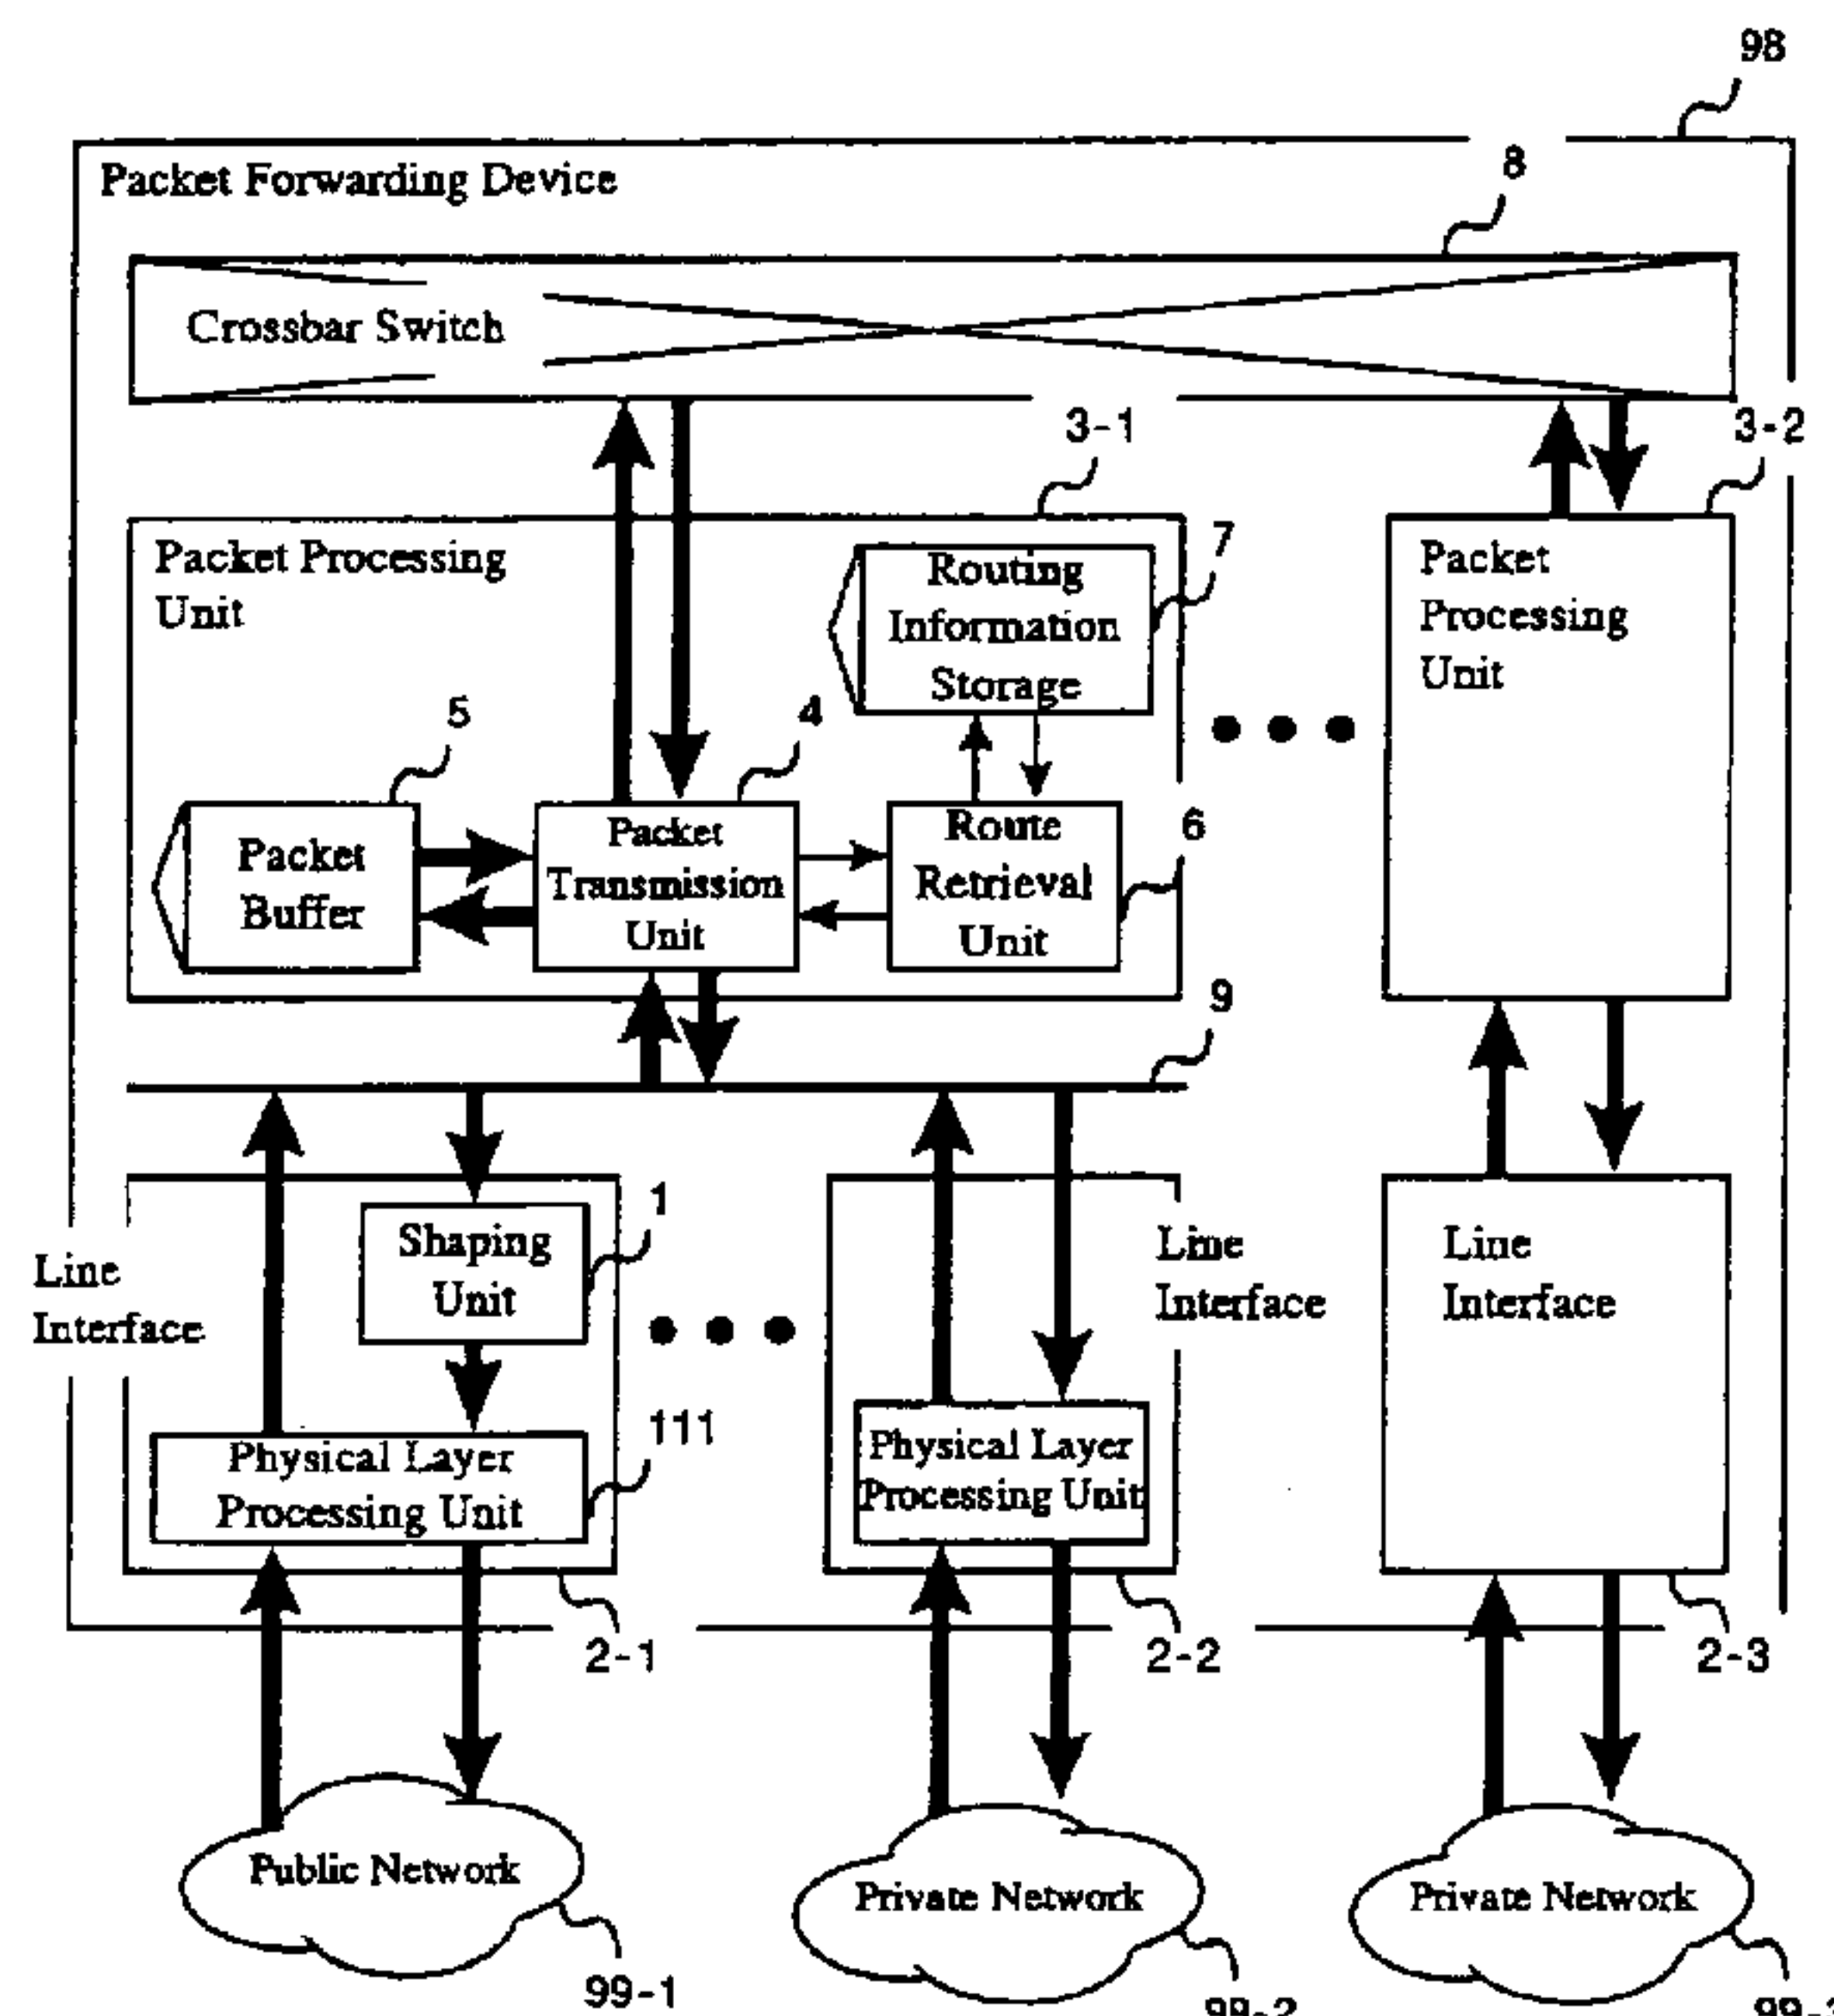 98
Packet Forwarding Device
8
Crossbar Switch
3-1
3-2
Packet Processing
Unit
7
Routing
Information
Storage
Packet
Processing
Unit
5
4
6
Packet
Buffer
Packet
Transmission
Unit
Route
Retrieval
Unit
9
1
Shaping
Unit
Line
Interface
Line
Interface
Line
Interface
111
Physical Layer
Processing Unit
Physical Layer
Processing Unit
2-1
2-2
2-3
Public Network
Private Network
Private Network
99-1
99-2